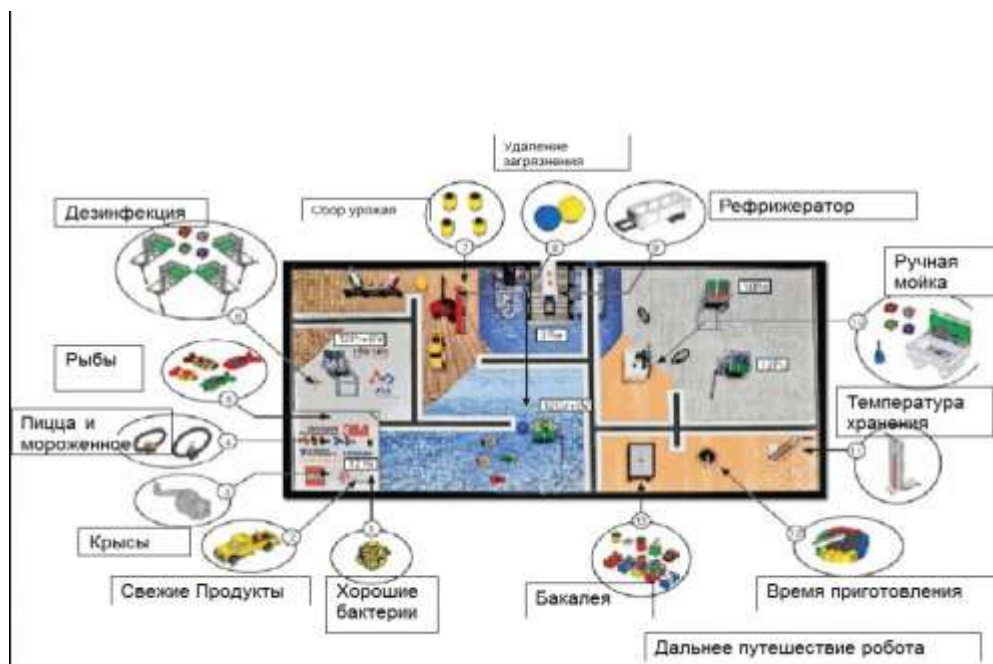 Удаление
загрязнения
Дезинфекция
Сбор урожая
Рефрижератор
Ручная
мойка
Рыбы
Пицца и
мороженное
Температура
хранения
Крысы
Свежие Продукты
Хорошие
бактерии
Бакалея
Время приготовления
Дальнее путешествие робота
3M